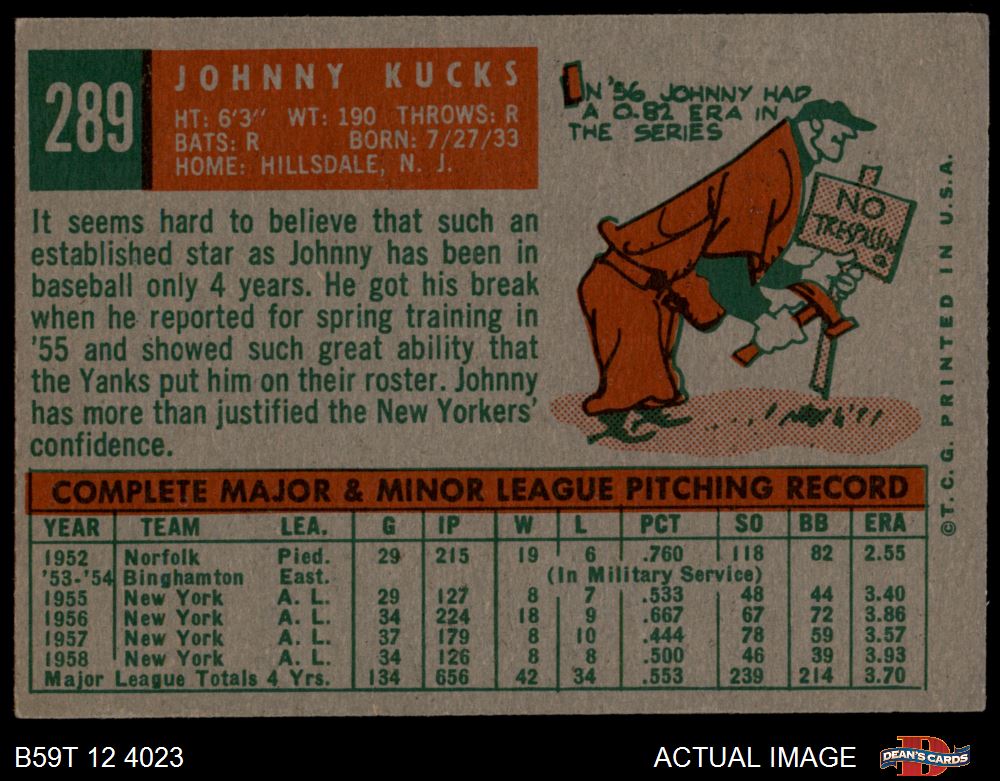 289
JOHNNY KUCKS
HT: 6'3" WT: 190 THROWS: R
BATS: R BORN: 7/27/33
HOME: HILLSDALE, N. J.
IN '56 JOHNNY HAD
A 0.82 ERA IN
THE SERIES
NO
TRESPASSING
It seems hard to believe that such an
established star as Johnny has been in
baseball only 4 years. He got his break
when he reported for spring training in
'55 and showed such great ability that
the Yanks put him on their roster. Johnny
has more than justified the New Yorkers'
confidence.
©T. C. G. PRINTED IN U.S.A.
COMPLETE MAJOR & MINOR LEAGUE PITCHING RECORD
YEAR TEAM LEA. G IP W L PCT SO BB ERA
1952 Norfolk Pied. 29 215 19 6 .760 118 82 2.55
'53-'54 Binghamton East. (In Military Service)
1955 New York A. L. 29 127 8 7 .533 48 44 3.40
1956 New York A. L. 34 224 18 9 .667 67 72 3.86
1957 New York A. L. 37 179 8 10 .444 78 59 3.57
1958 New York A. L. 34 126 8 8 .500 46 39 3.93
Major League Totals 4 Yrs. 134 656 42 34 .553 239 214 3.70
B59T 12 4023
ACTUAL IMAGE
DEAN'S CARDS